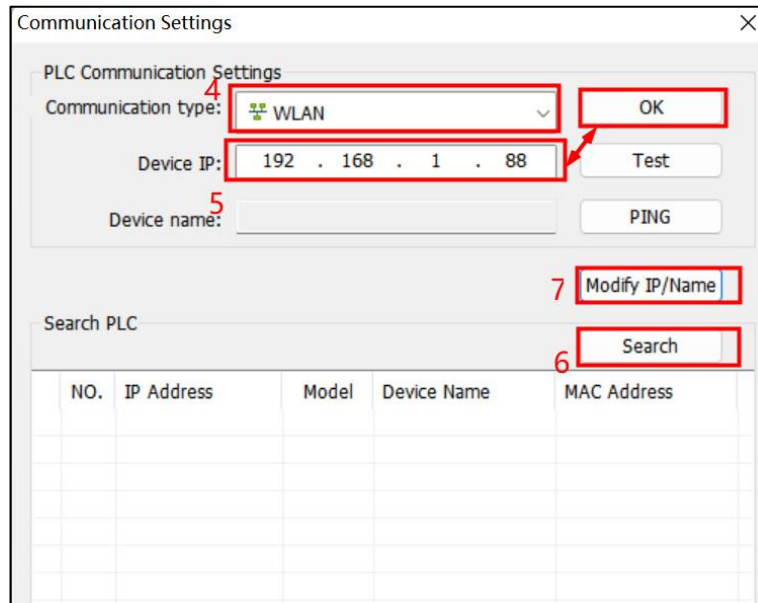 Communication Settings
PLC Communication Settings
4
Communication type: WLAN OK
Device IP: 192 . 168 . 1 . 88 Test
5
Device name: PING
7 Modify IP/Name
Search PLC
6 Search
NO. IP Address Model Device Name MAC Address